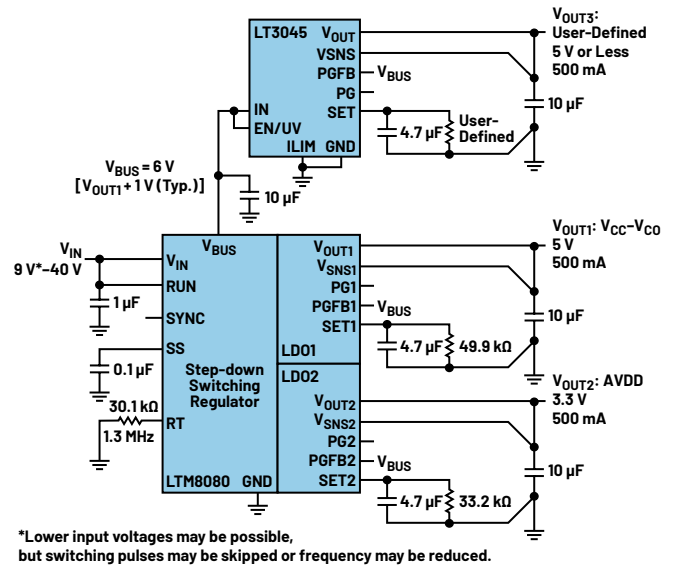 LT3045
VOUT
VSNS
PGFB
VBUS
PG
IN
EN/UV
SET
ILIM GND
VOUT3:
User-Defined
5 V or Less
500 mA
10 µF
4.7 µF
User-
Defined
VBUS = 6 V
[VOUT1 + 1 V (Typ.)]
10 µF
VIN
9 V*–40 V
1 µF
0.1 µF
30.1 kΩ
1.3 MHz
VBUS
VIN
RUN
SYNC
SS
Step-down
Switching
Regulator
RT
LTM8080 GND
VOUT1
VSNS1
PG1
PGFB1
VBUS
SET1
LDO1
4.7 µF
49.9 kΩ
VOUT1: VCC–VCO
5 V
500 mA
10 µF
LDO2
VOUT2
VSNS2
PG2
PGFB2
VBUS
SET2
4.7 µF
33.2 kΩ
VOUT2: AVDD
3.3 V
500 mA
10 µF
*Lower input voltages may be possible,
but switching pulses may be skipped or frequency may be reduced.